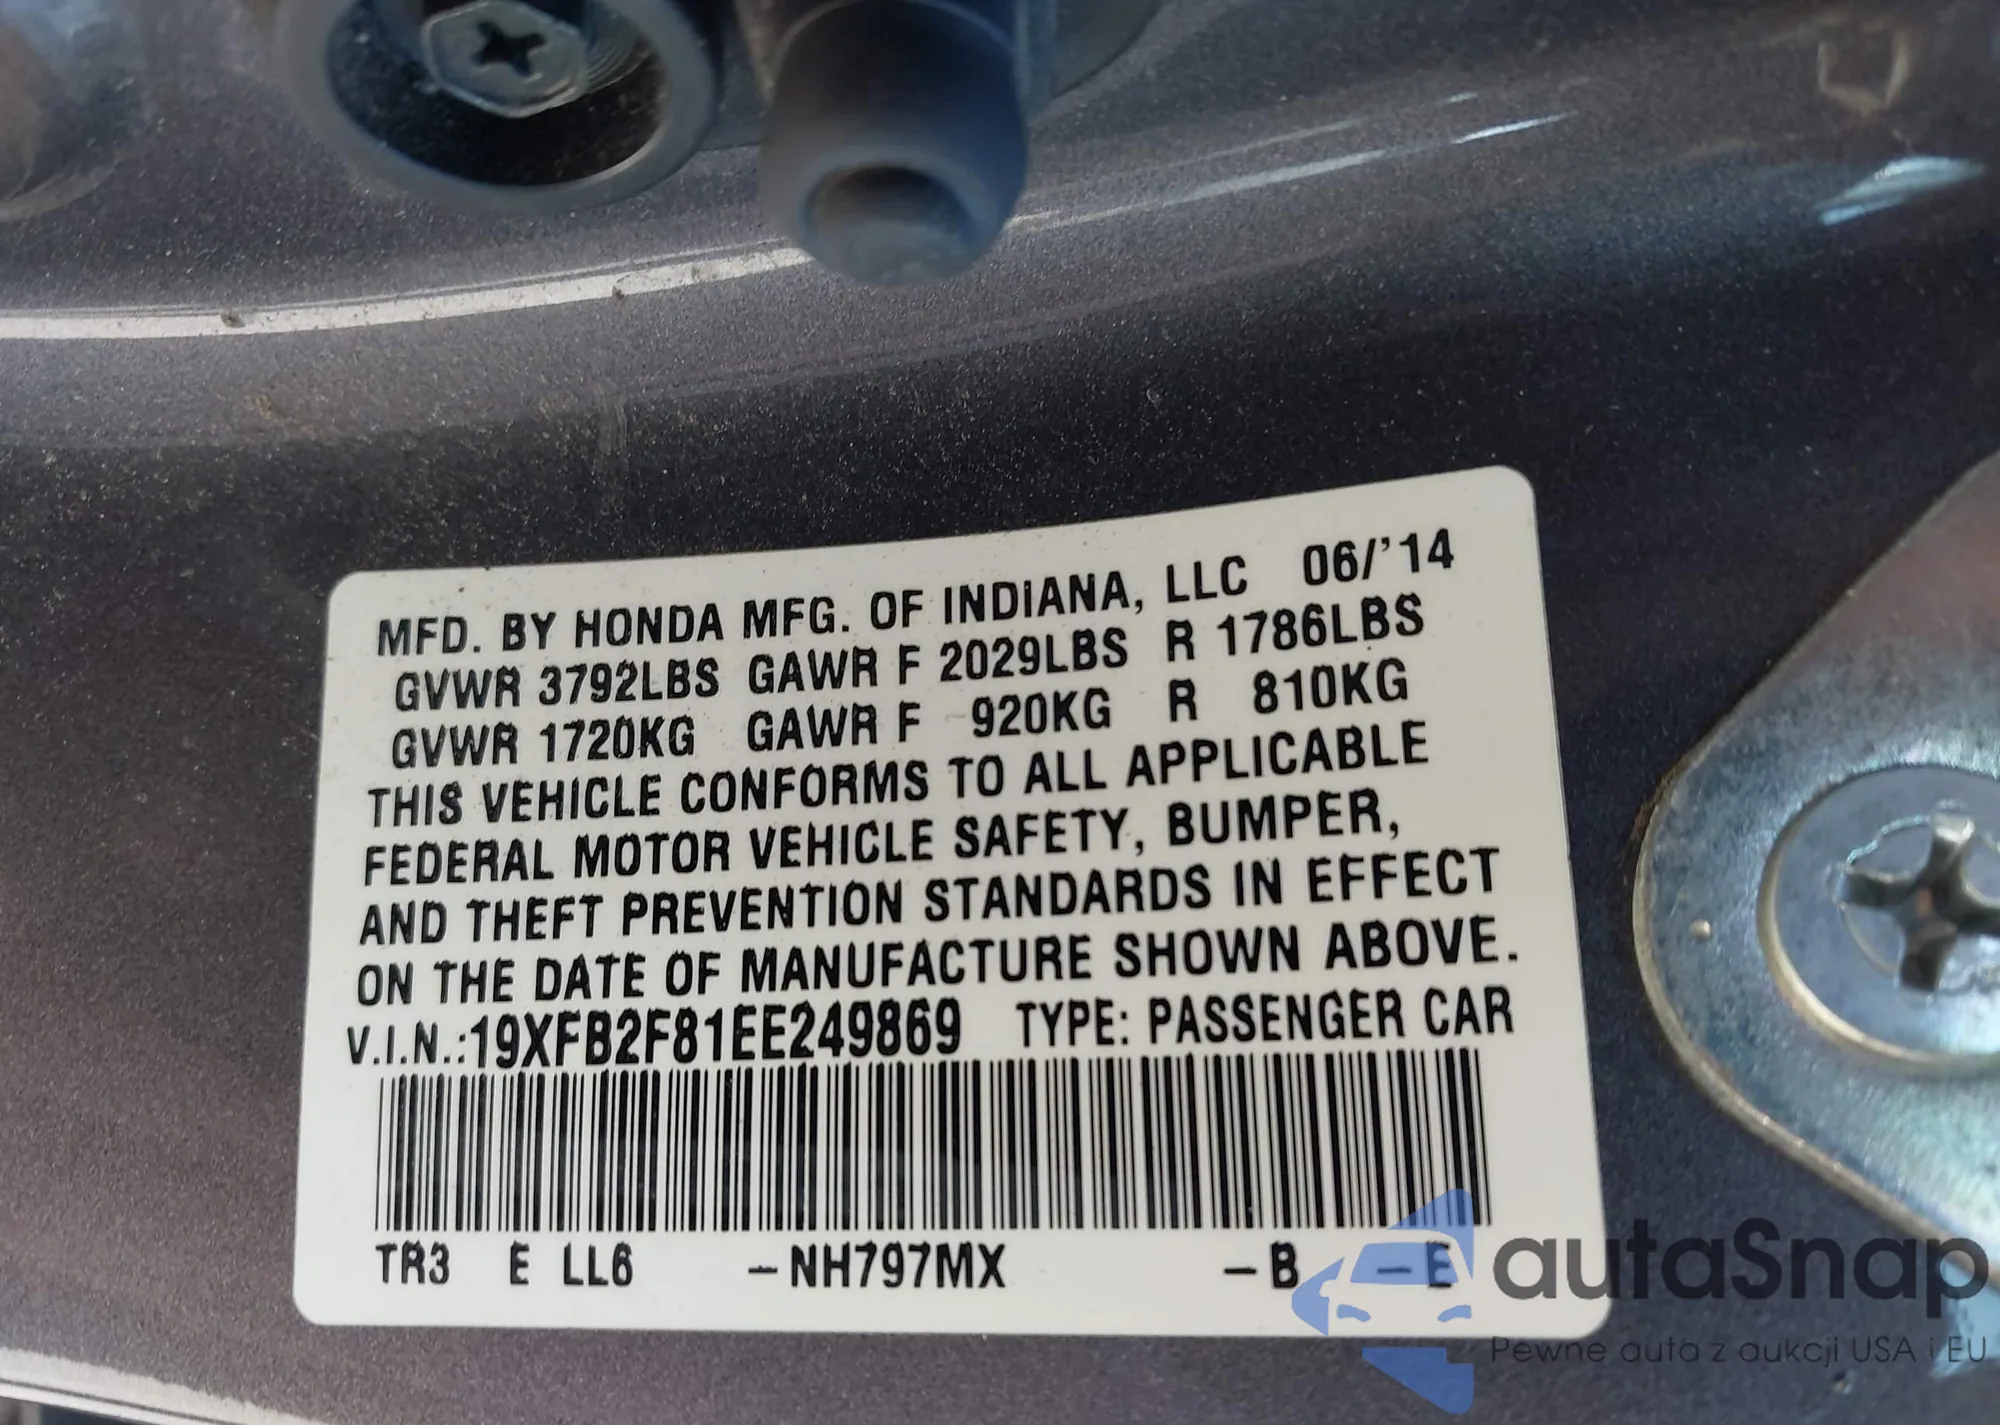 MFD. BY HONDA MFG. OF INDIANA, LLC 06/'14
GVWR 3792LBS GAWR F 2029LBS R 1786LBS
GVWR 1720KG GAWR F 920KG R 810KG
THIS VEHICLE CONFORMS TO ALL APPLICABLE
FEDERAL MOTOR VEHICLE SAFETY, BUMPER,
AND THEFT PREVENTION STANDARDS IN EFFECT
ON THE DATE OF MANUFACTURE SHOWN ABOVE.
V.I.N.:19XFB2F81EE249869 TYPE: PASSENGER CAR
TR3 E LL6 -NH797MX -B -E
autaSnap
Pewne auta z aukcji USA i EU